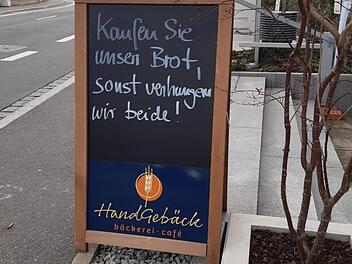 Kaufen Sie
unser Brot,
sonst verhungern
wir beide!
HandGebäck
bäckerei · café